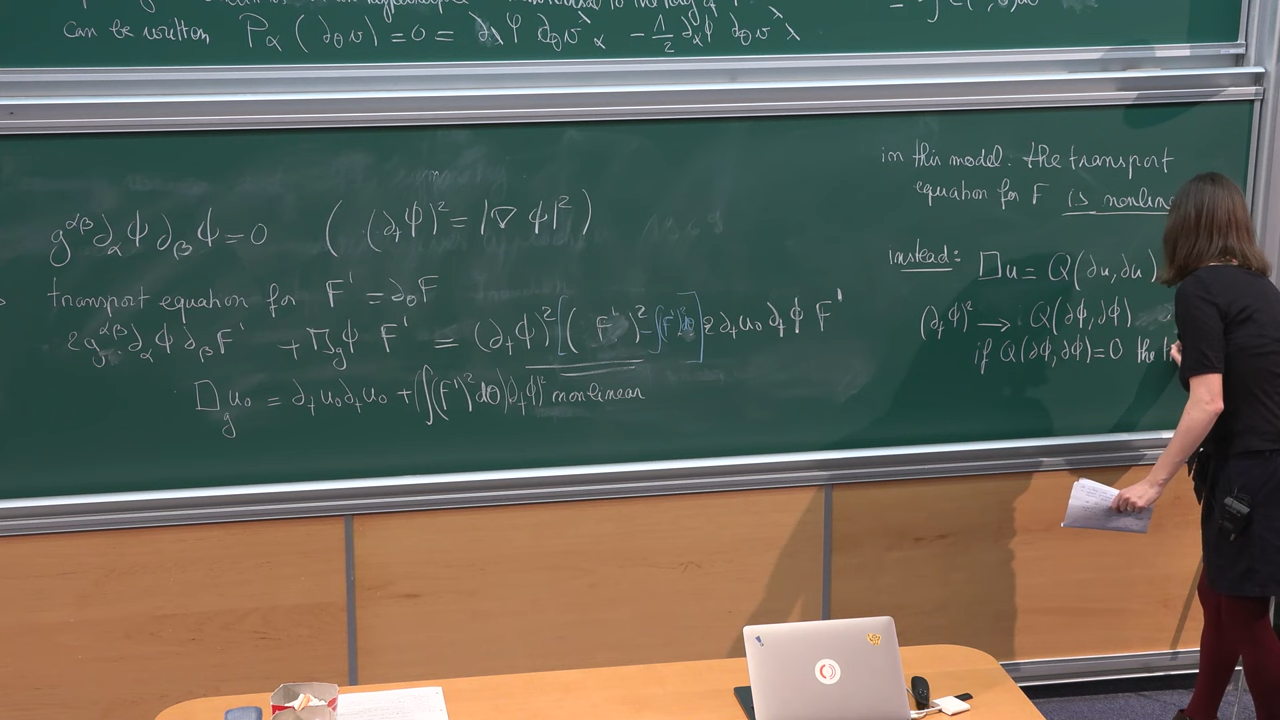 can be written P_α (∂_θ v) = 0 = ∂_λ φ ∂_θ v^λ_α − 1/2 ∂_α φ ∂_θ v^λ_λ
g^{αβ} ∂_α φ ∂_β φ = 0 ( (∂_t φ)² = |∇ φ|² )
transport equation for F' = ∂_θ F
2g^{αβ} ∂_α φ ∂_β F' + □_g φ F' = (∂_t φ)² [(F')² − ∫(F')² dθ] 2∂_t u_0 ∂_t φ F'
□_g u_0 = ∂_t u_0 ∂_t u_0 + (∫(F')² dθ)(∂_t φ)² nonlinear
in this model: the transport
equation for F is nonline
instead: □u = Q(∂u, ∂u)
(∂_t φ)² → Q(∂φ, ∂φ)
if Q(∂φ, ∂φ) = 0 the